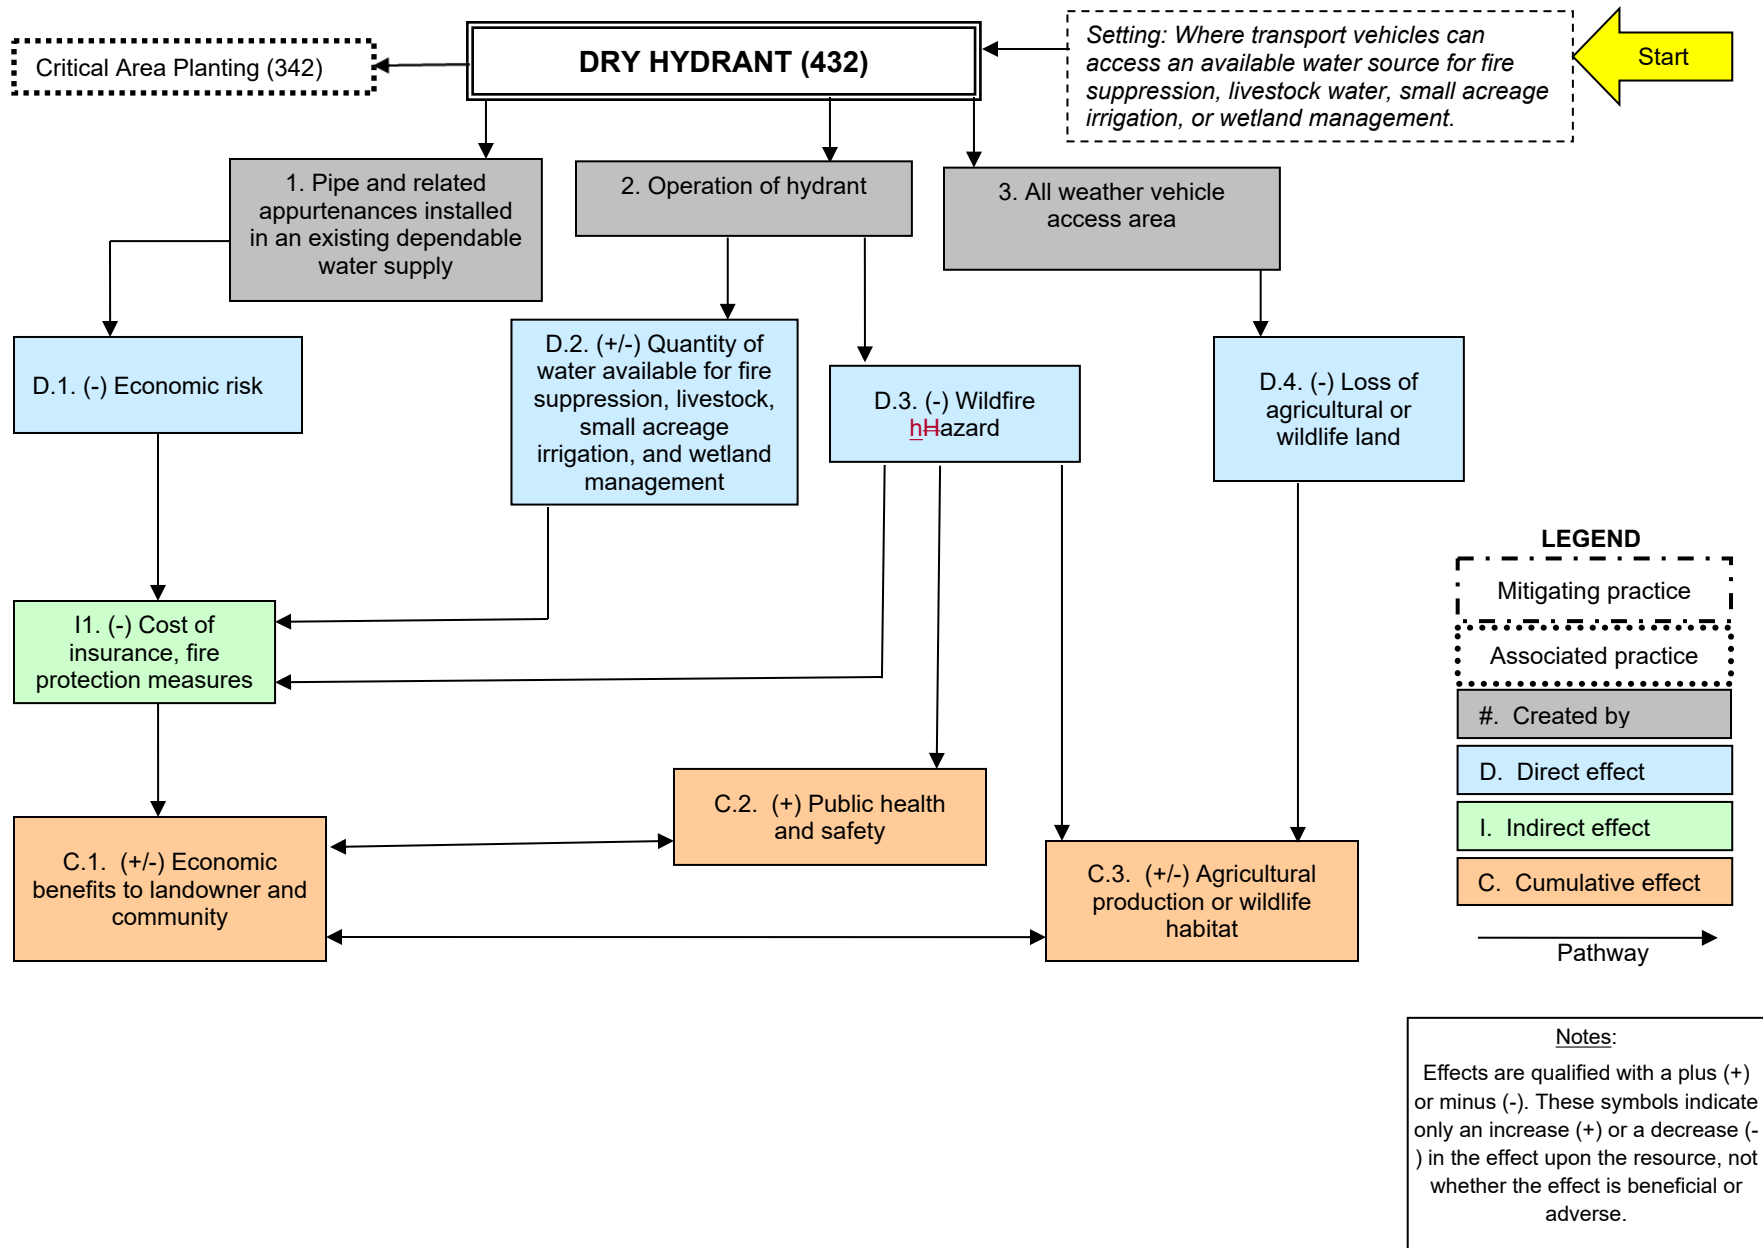 Critical Area Planting (342)
DRY HYDRANT (432)
Setting: Where transport vehicles can
access an available water source for fire
suppression, livestock water, small acreage
irrigation, or wetland management.
Start
1. Pipe and related
appurtenances installed
in an existing dependable
water supply
2. Operation of hydrant
3. All weather vehicle
access area
D.1. (-) Economic risk
D.2. (+/-) Quantity of
water available for fire
suppression, livestock,
small acreage
irrigation, and wetland
management
D.3. (-) Wildfire
hHazard
D.4. (-) Loss of
agricultural or
wildlife land
I1. (-) Cost of
insurance, fire
protection measures
C.1. (+/-) Economic
benefits to landowner and
community
C.2. (+) Public health
and safety
C.3. (+/-) Agricultural
production or wildlife
habitat
LEGEND
Mitigating practice
Associated practice
#. Created by
D. Direct effect
I. Indirect effect
C. Cumulative effect
Pathway
Notes:
Effects are qualified with a plus (+)
or minus (-). These symbols indicate
only an increase (+) or a decrease (-
) in the effect upon the resource, not
whether the effect is beneficial or
adverse.